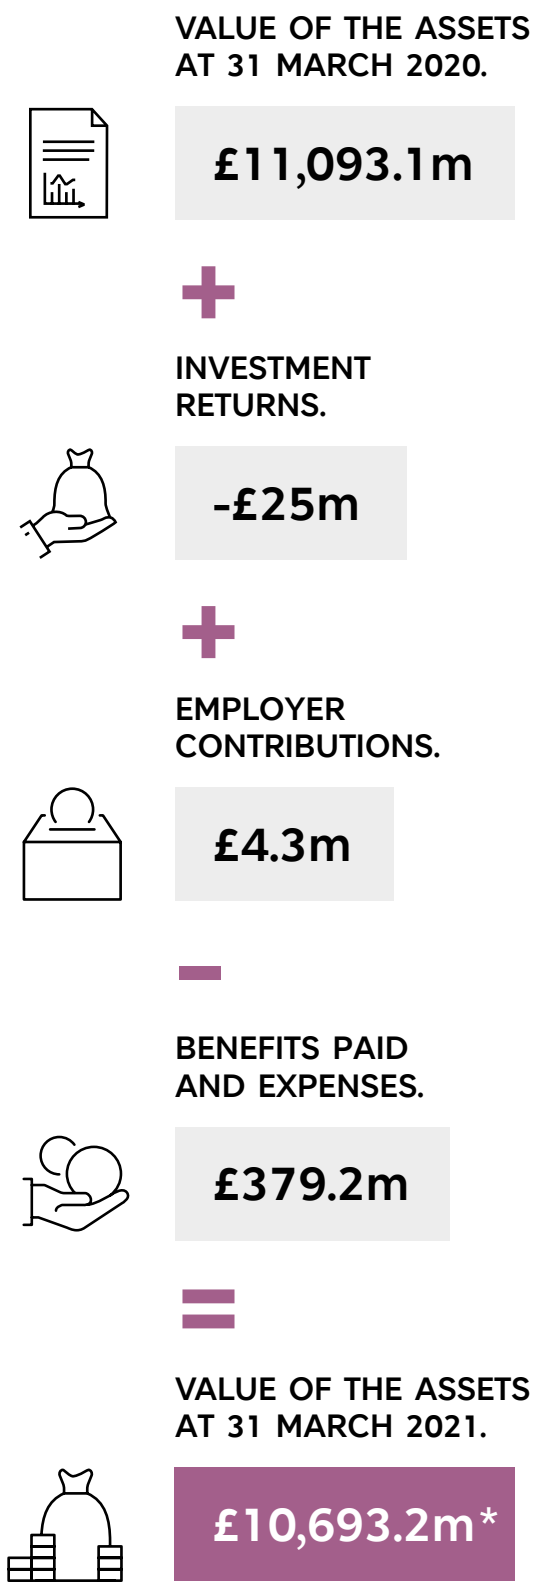 VALUE OF THE ASSETS
AT 31 MARCH 2020.
£11,093.1m
+
INVESTMENT
RETURNS.
-£25m
+
EMPLOYER
CONTRIBUTIONS.
£4.3m
-
BENEFITS PAID
AND EXPENSES.
£379.2m
=
VALUE OF THE ASSETS
AT 31 MARCH 2021.
£10,693.2m*